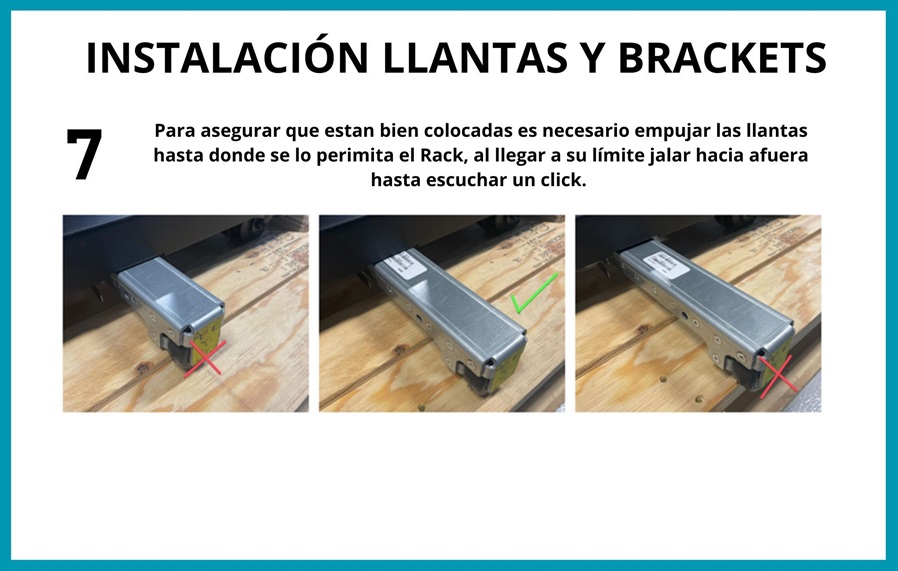 INSTALACIÓN LLANTAS Y BRACKETS
7
Para asegurar que estan bien colocadas es necesario empujar las llantas
hasta donde se lo perimita el Rack, al llegar a su límite jalar hacia afuera
hasta escuchar un click.